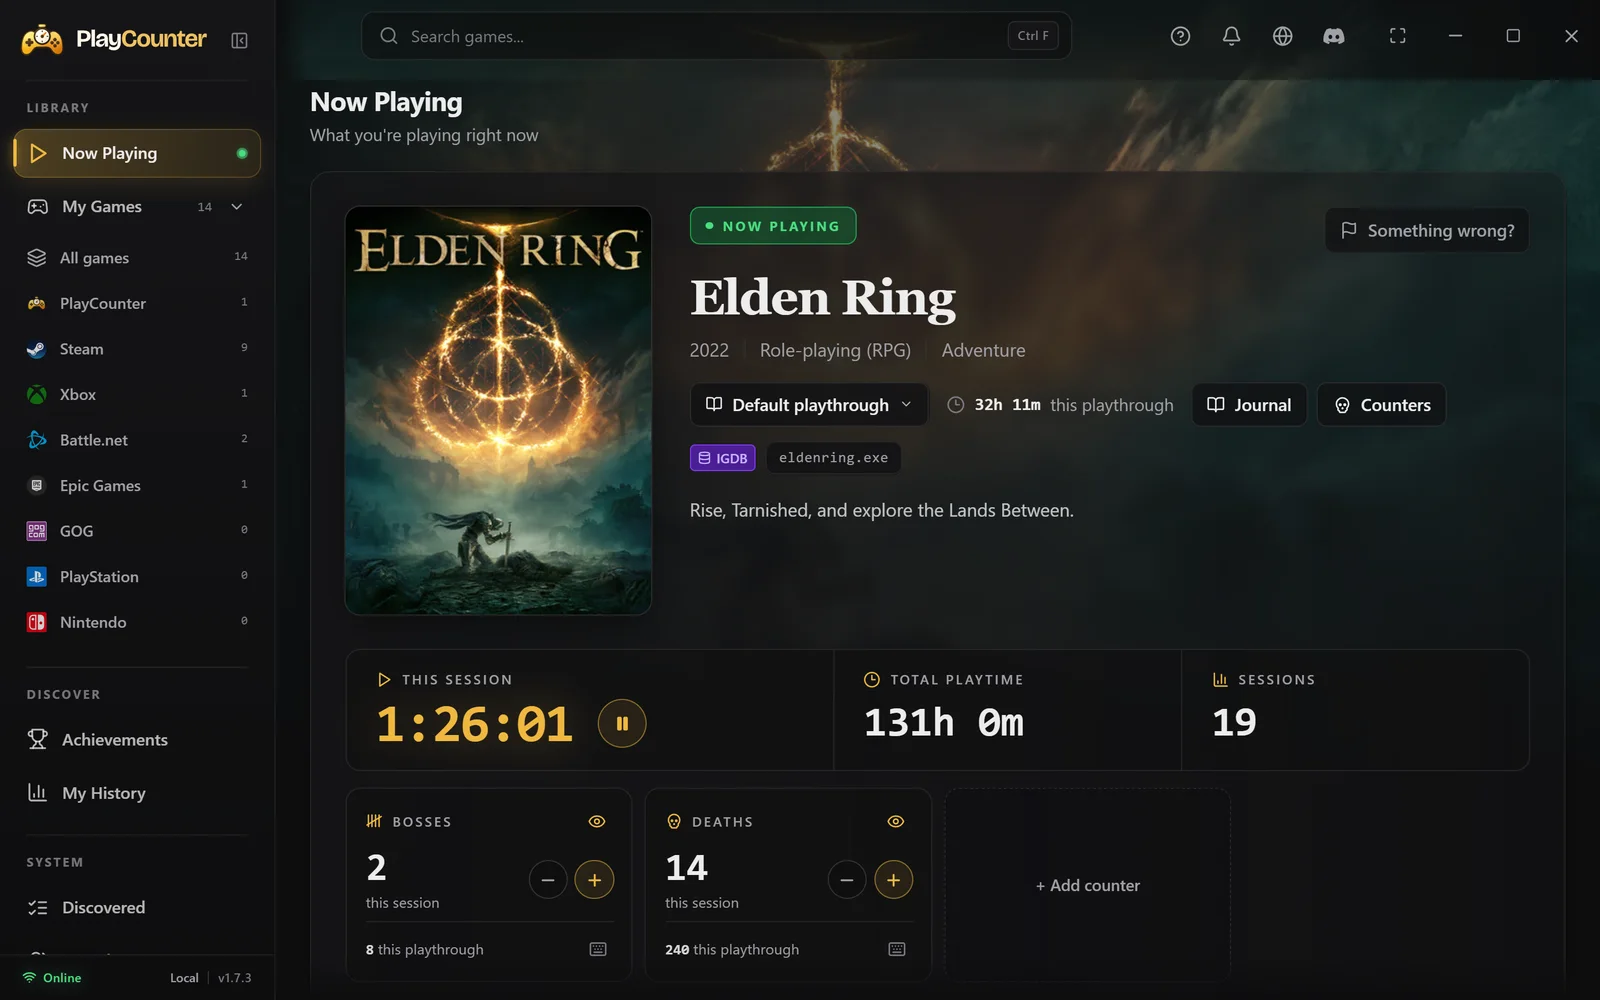 PlayCounter
Search games...
Ctrl F
LIBRARY
Now Playing
My Games 14
All games 14
PlayCounter 1
Steam 9
Xbox 1
Battle.net 2
Epic Games 1
GOG 0
PlayStation 0
Nintendo 0
DISCOVER
Achievements
My History
SYSTEM
Discovered
Online
Local
v1.7.3
Now Playing
What you're playing right now
ELDEN RING
NOW PLAYING
Something wrong?
Elden Ring
2022 Role-playing (RPG) Adventure
Default playthrough
32h 11m this playthrough
Journal
Counters
IGDB
eldenring.exe
Rise, Tarnished, and explore the Lands Between.
THIS SESSION
1:26:01
TOTAL PLAYTIME
131h 0m
SESSIONS
19
BOSSES
2
this session
8 this playthrough
DEATHS
14
this session
240 this playthrough
+ Add counter